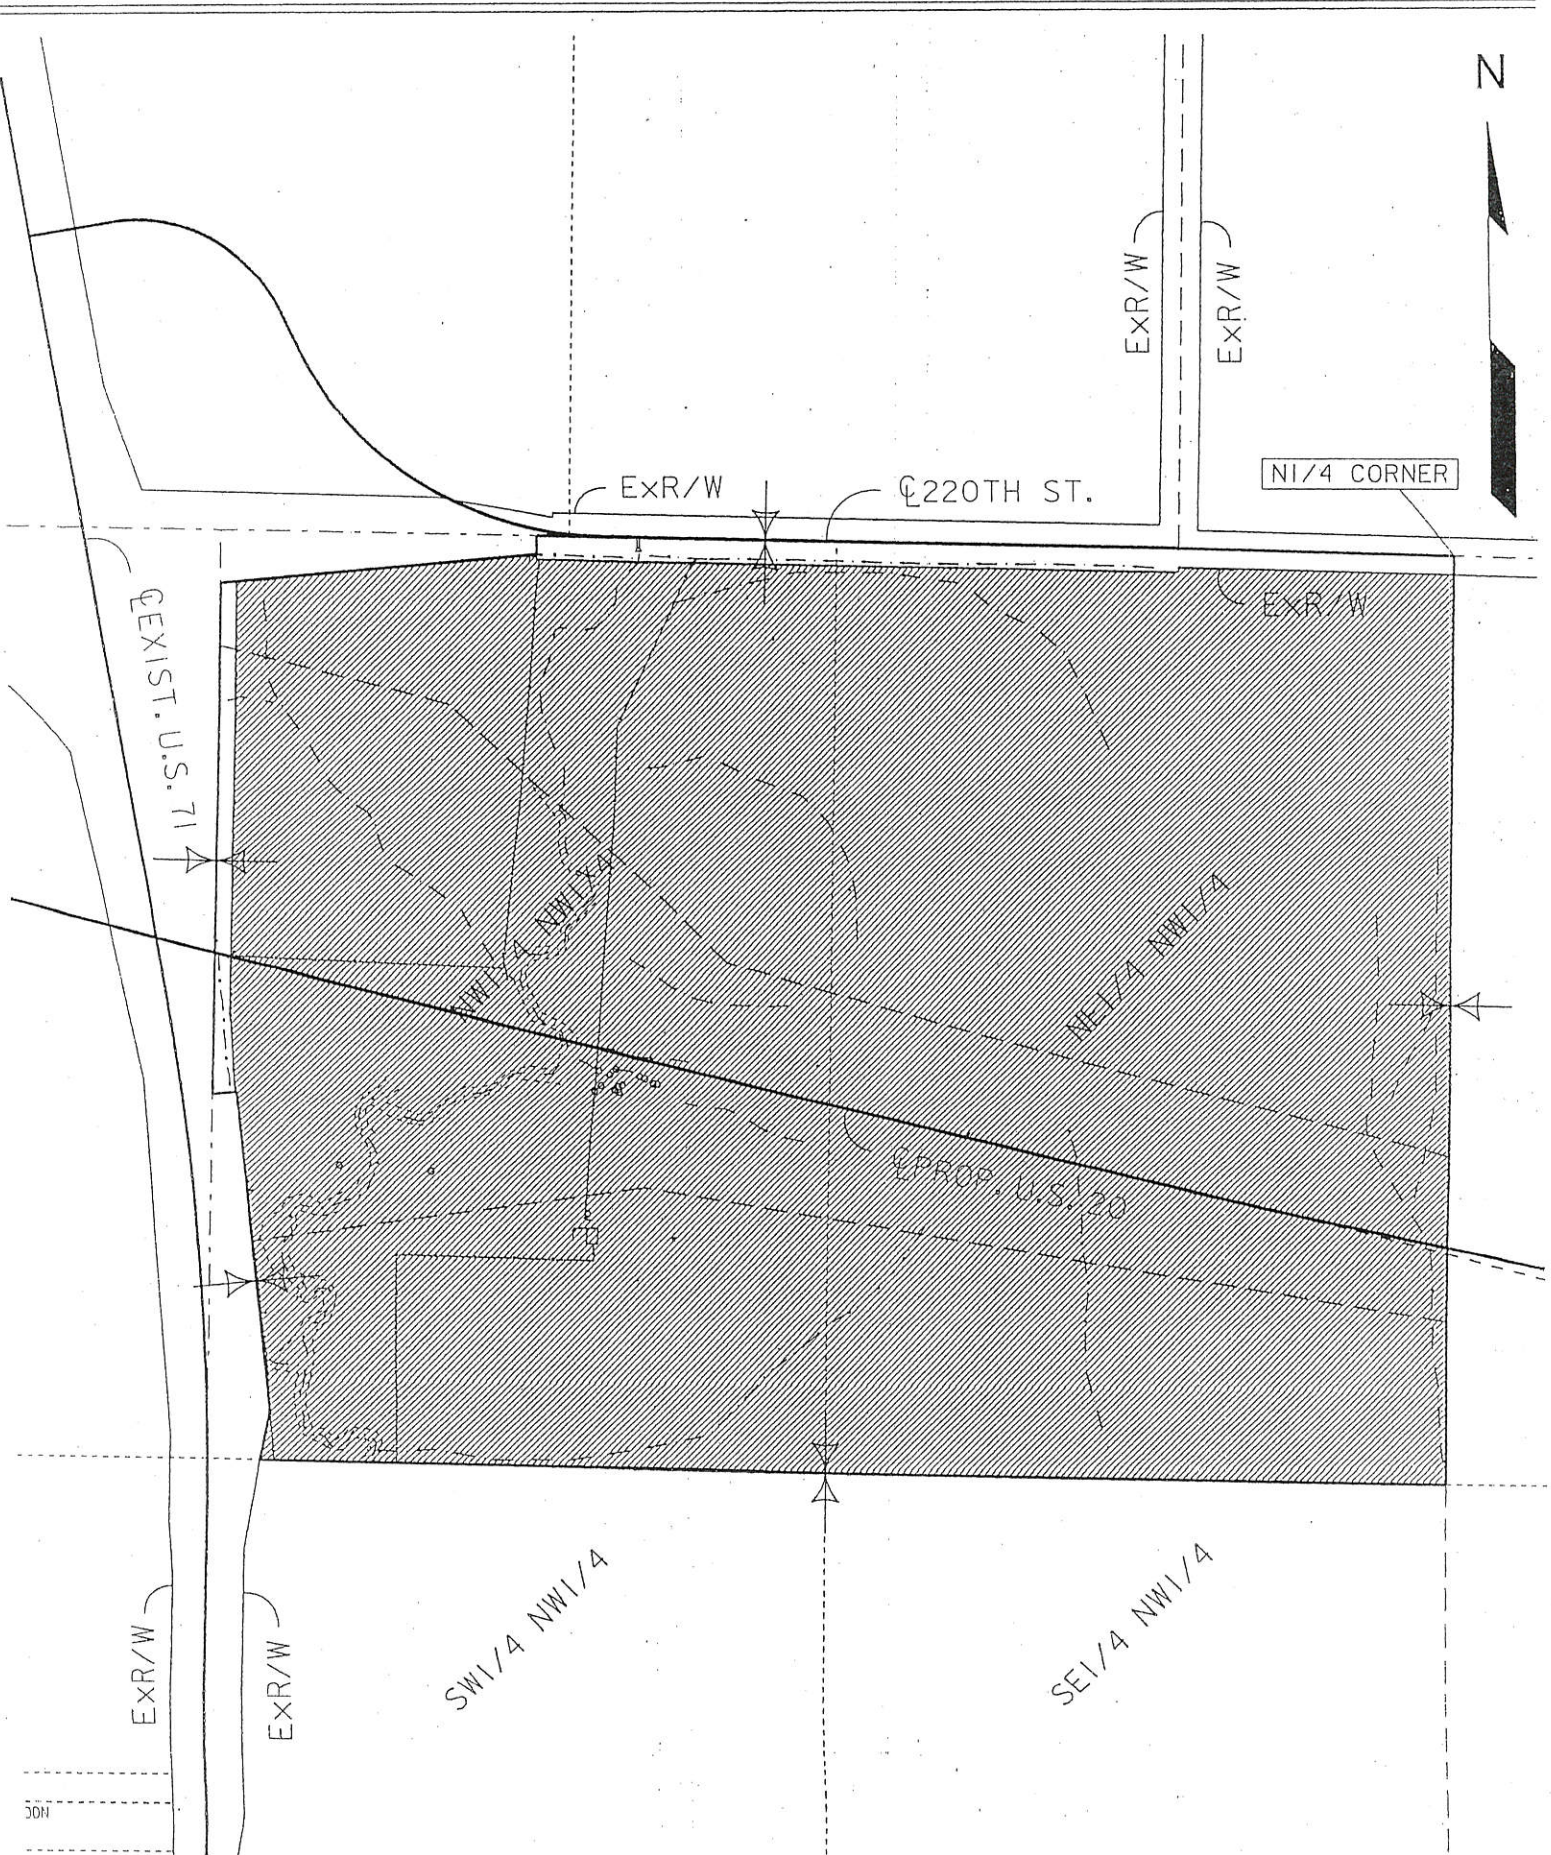 N
ExR/W
ExR/W
N1/4 CORNER
ExR/W
℄220TH ST.
ExR/W
℄EXIST. U.S. 71
NW1/4 NW1/4
NE1/4 NW1/4
℄PROP. U.S. 20
SW1/4 NW1/4
SE1/4 NW1/4
ExR/W
ExR/W